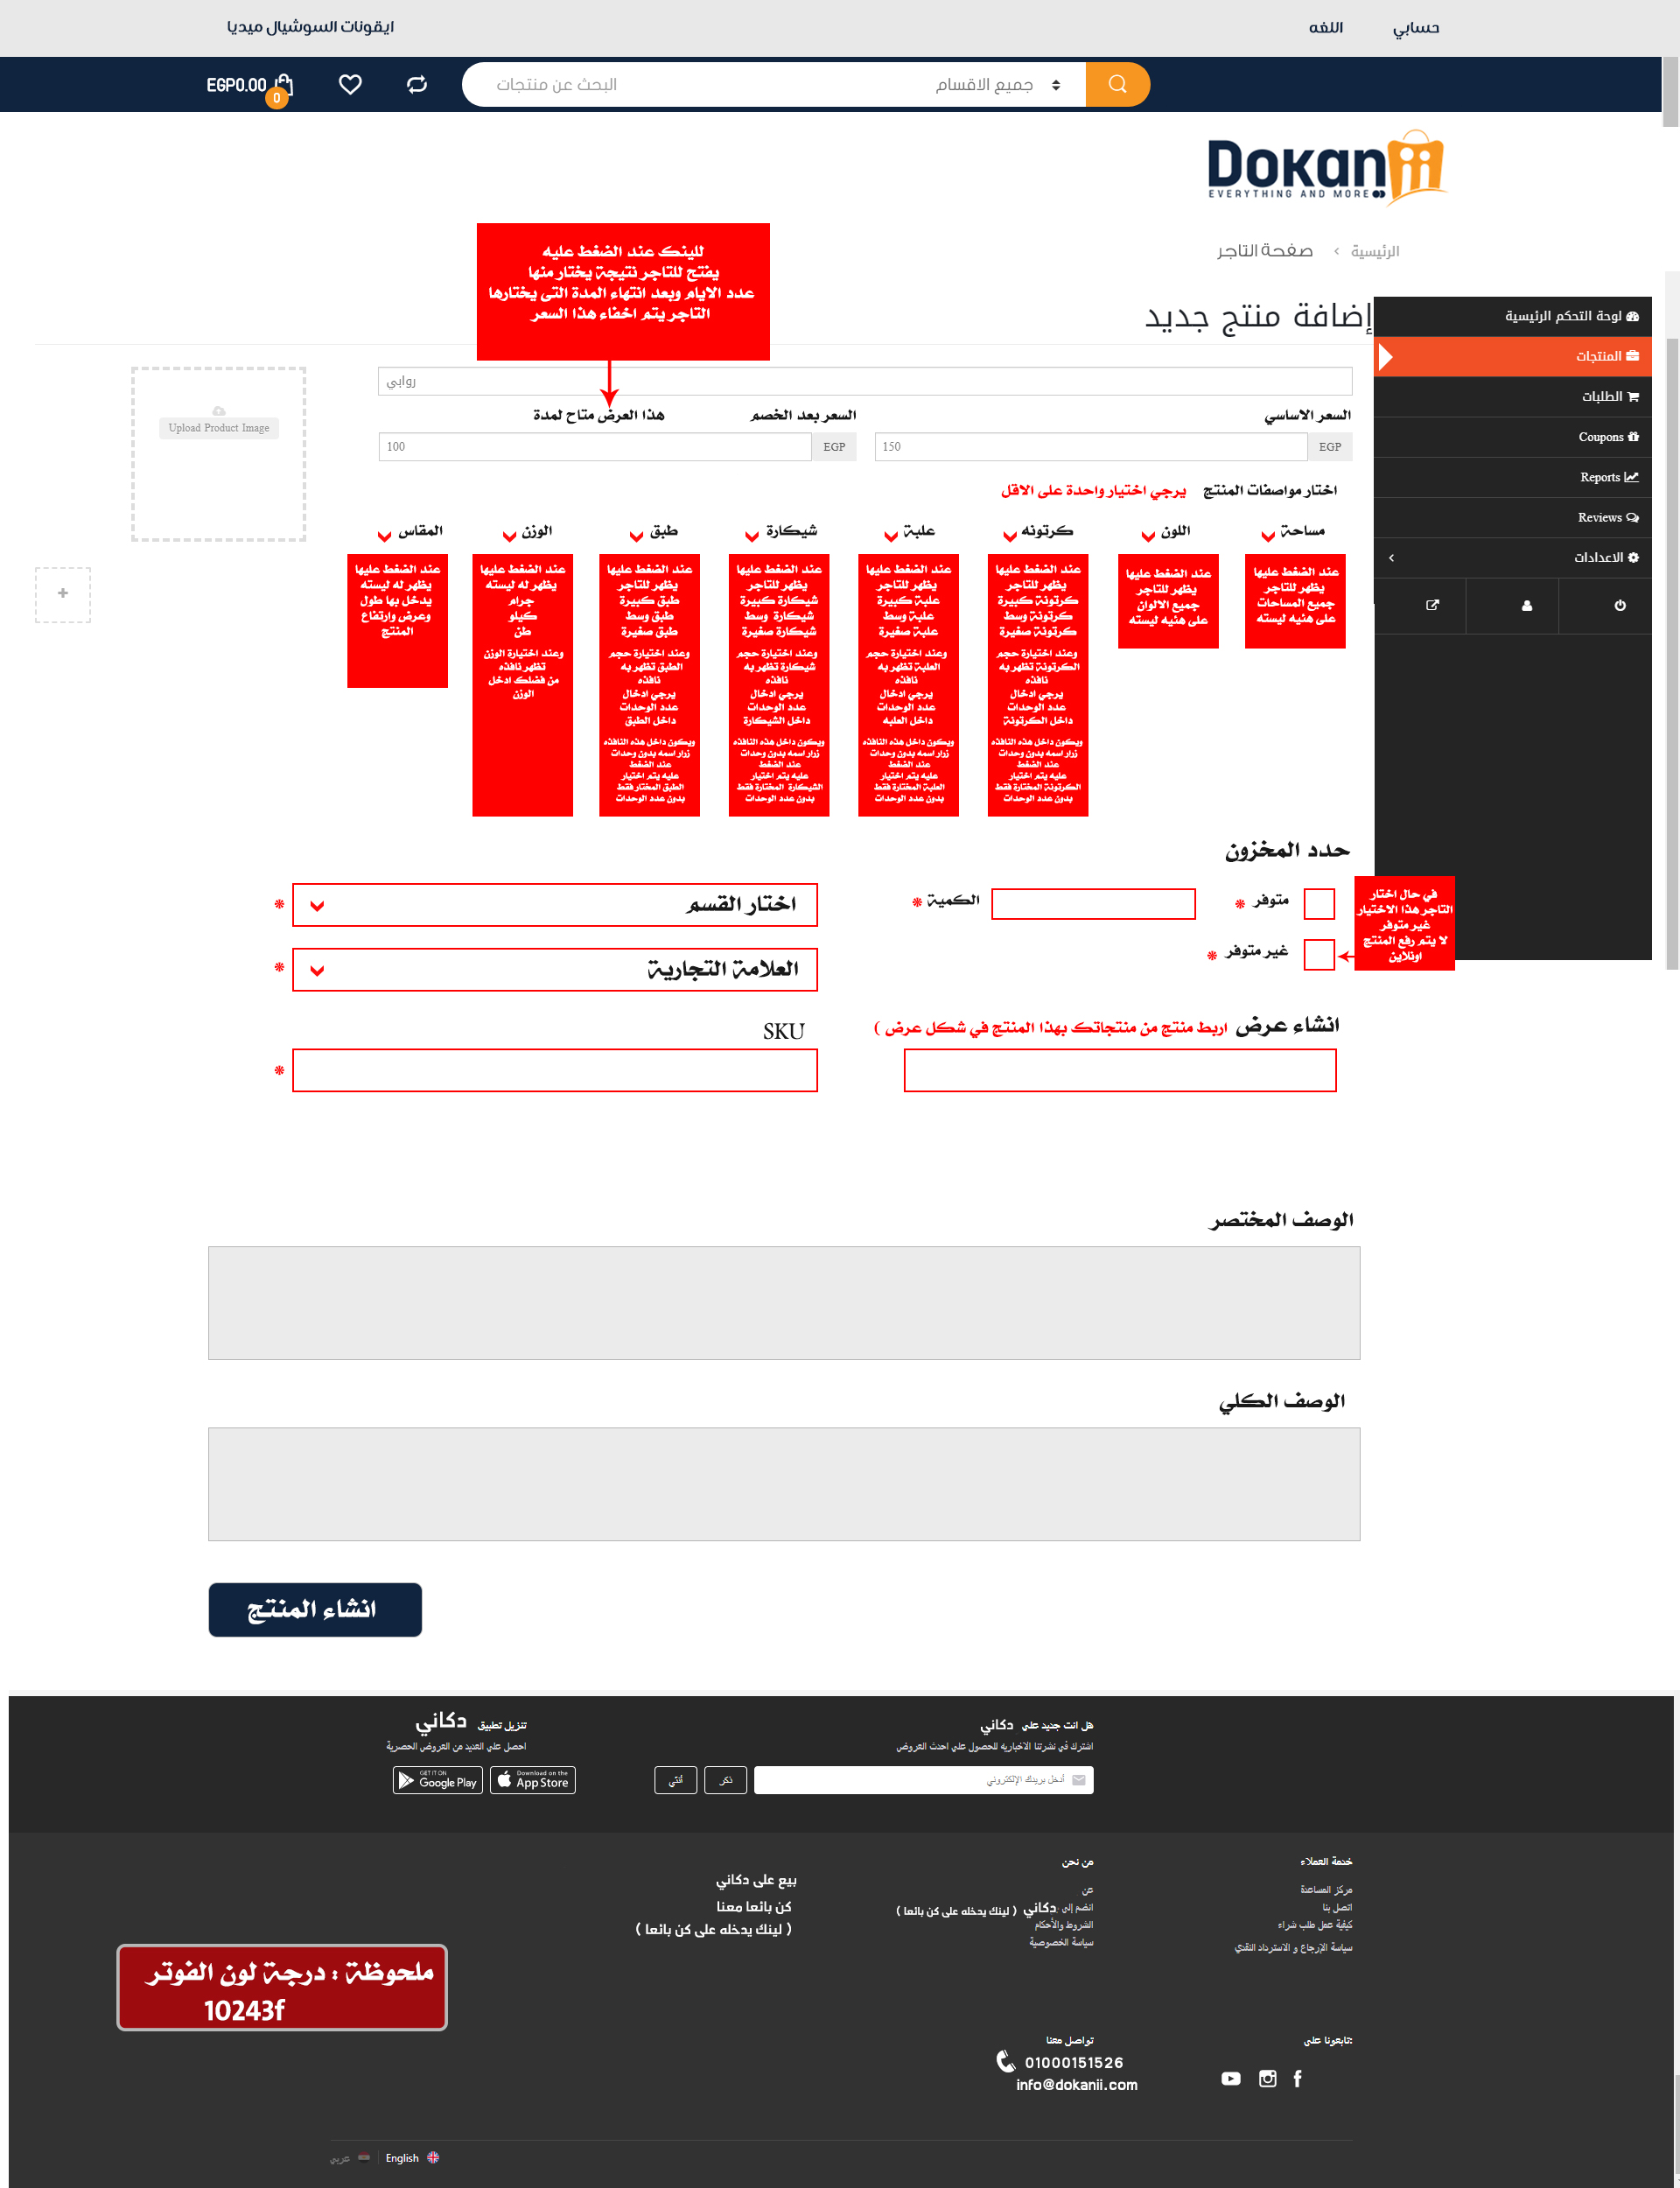 حسابي
اللغه
ايقونات السوشيال ميديا
جميع الاقسام
البحث عن منتجات
EGP0.00
0
Dokanii
EVERYTHING AND MORE
الرئيسية > صفحة التاجر
للينك عند الضغط عليه
يفتح للتاجر نتيجة يختار منها
عدد الايام وبعد انتهاء المدة التى يختارها
التاجر يتم اخفاء هذا السعر
إضافة منتج جديد
لوحة التحكم الرئيسية
المنتجات
الطلبات
Coupons
Reports
Reviews
الاعدادات
روابي
Upload Product Image
السعر الاساسي
السعر بعد الخصم
هذا العرض متاح لمدة
EGP
150
EGP
100
اختار مواصفات المنتج
يرجي اختيار واحدة على الاقل
مساحة
عند الضغط عليها
يظهر للتاجر
جميع المساحات
على هئيه ليسته
اللون
عند الضغط عليها
يظهر للتاجر
جميع الالوان
على هئيه ليسته
كرتونه
عند الضغط عليها
يظهر للتاجر
كرتونة كبيرة
كرتونة وسط
كرتونة صغيرة
وعند اختيارة حجم
الكرتونة تظهر به
نافذه
يرجي ادخال
عدد الوحدات
داخل الكرتونة
ويكون داخل هذه النافذه
زرار اسمه بدون وحدات
عند الضغط
عليه يتم اختيار
الكرتونة المختارة فقط
بدون عدد الوحدات
علبة
عند الضغط عليها
يظهر للتاجر
علبة كبيرة
علبة وسط
علبة صغيرة
وعند اختيارة حجم
العلبة تظهر به
نافذه
يرجي ادخال
عدد الوحدات
داخل العلبه
ويكون داخل هذه النافذه
زرار اسمه بدون وحدات
عند الضغط
عليه يتم اختيار
العلبة المختارة فقط
بدون عدد الوحدات
شيكارة
عند الضغط عليها
يظهر للتاجر
شيكارة كبيرة
شيكارة وسط
شيكارة صغيرة
وعند اختيارة حجم
شيكارة تظهر به
نافذه
يرجي ادخال
عدد الوحدات
داخل الشيكارة
ويكون داخل هذه النافذه
زرار اسمه بدون وحدات
عند الضغط
عليه يتم اختيار
الشيكارة المختارة فقط
بدون عدد الوحدات
طبق
عند الضغط عليها
يظهر للتاجر
طبق كبيرة
طبق وسط
طبق صغيرة
وعند اختيارة حجم
الطبق تظهر به
نافذه
يرجي ادخال
عدد الوحدات
داخل الطبق
ويكون داخل هذه النافذه
زرار اسمه بدون وحدات
عند الضغط
عليه يتم اختيار
الطبق المختار فقط
بدون عدد الوحدات
الوزن
عند الضغط عليها
يظهر له ليسته
جرام
كيلو
طن
وعند اختيارة الوزن
تظهر نافذه
من فضلك ادخل
الوزن
المقاس
عند الضغط عليها
يظهر له ليسته
يدخل بها طول
وعرض وارتفاع
المنتج
حدد المخزون
متوفر *
الكمية *
غير متوفر *
في حال اختار
التاجر هذا الاختيار
غير متوفر
لا يتم رفع المنتج
اونلاين
اختار القسم *
العلامة التجارية *
انشاء عرض
اربط منتج من منتجاتك بهذا المنتج في شكل عرض )
SKU
*
الوصف المختصر
الوصف الكلي
انشاء المنتج
هل انت جديد علي دكاني
اشترك في نشرتنا الاخباريه للحصول علي احدث العروض
أدخل بريدك الإلكتروني
ذكر
أنثي
تنزيل تطبيق دكاني
احصل علي العديد من العروض الحصرية
Download on the
App Store
GET IT ON
Google Play
خدمة العملاء
مركز المساعدة
اتصل بنا
كيفية عمل طلب شراء
سياسة الإرجاع و الاسترداد النقدي
من نحن
عن
انضم إلى دكاني ( لينك يدخله على كن بائعا )
الشروط والأحكام
سياسة الخصوصية
بيع على دكاني
كن بائعا معنا
( لينك يدخله على كن بائعا )
ملحوظة : درجة لون الفوتر
10243f
تابعونا على:
تواصل معنا
01000151526
info@dokanii.com
English
عربي